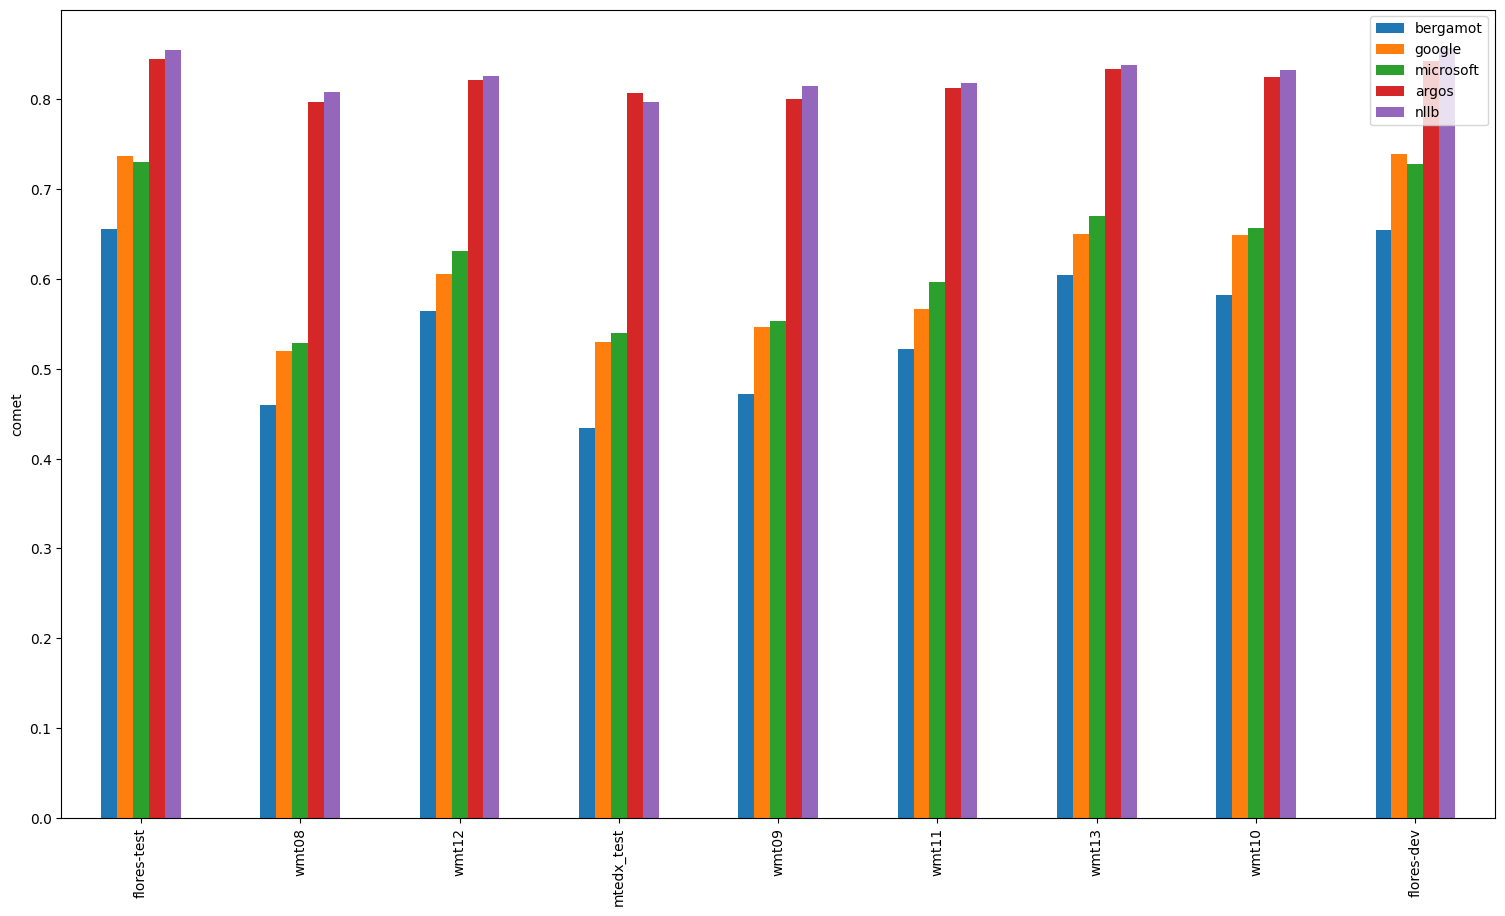 bergamot
google
microsoft
argos
nllb
comet
0.8
0.7
0.6
0.5
0.4
0.3
0.2
0.1
0.0
flores-test
wmt08
wmt12
mtedx_test
wmt09
wmt11
wmt13
wmt10
flores-dev